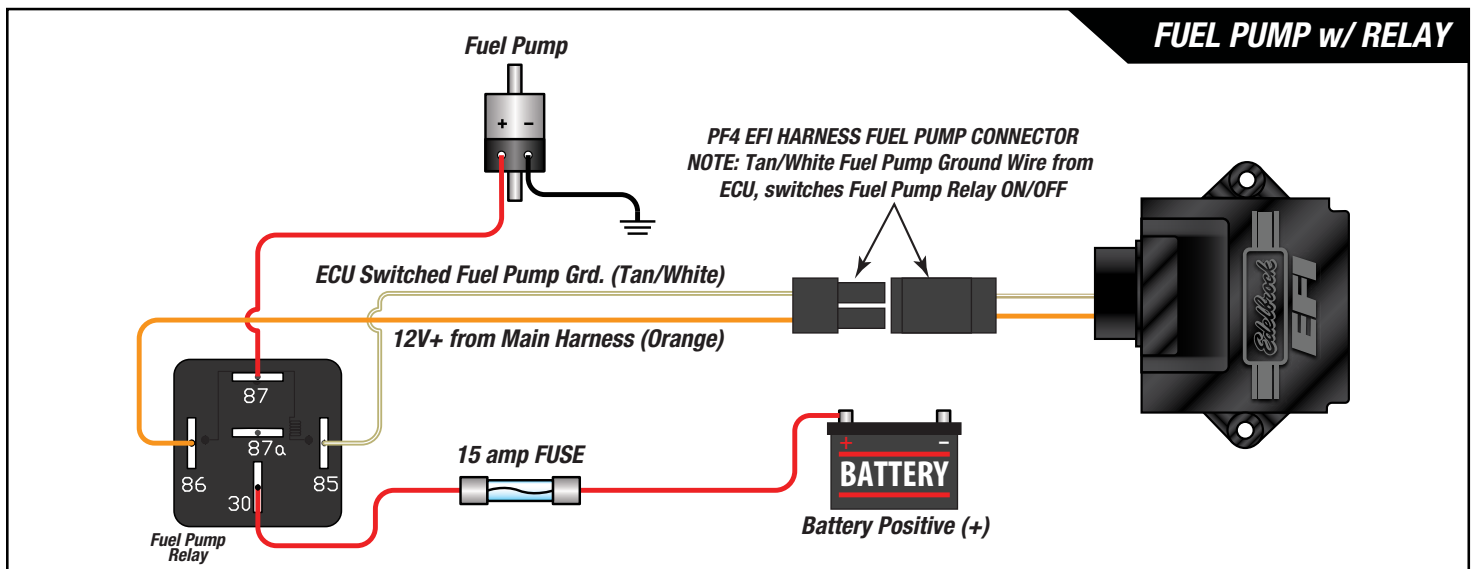 FUEL PUMP w/ RELAY
Fuel Pump
+ −
PF4 EFI HARNESS FUEL PUMP CONNECTOR
NOTE: Tan/White Fuel Pump Ground Wire from
ECU, switches Fuel Pump Relay ON/OFF
Edelbrock
EFI
ECU Switched Fuel Pump Grd. (Tan/White)
12V+ from Main Harness (Orange)
87
87a
86
85
30
Fuel Pump
Relay
15 amp FUSE
+ −
BATTERY
Battery Positive (+)